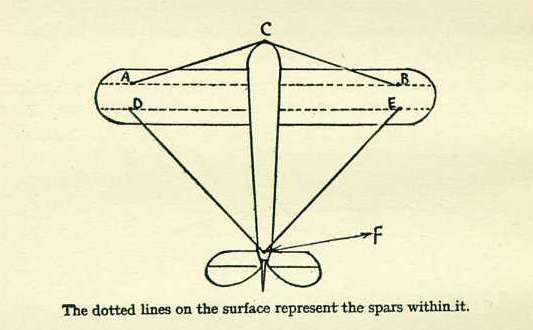 C
A B
D E
F
The dotted lines on the surface represent the spars within it.